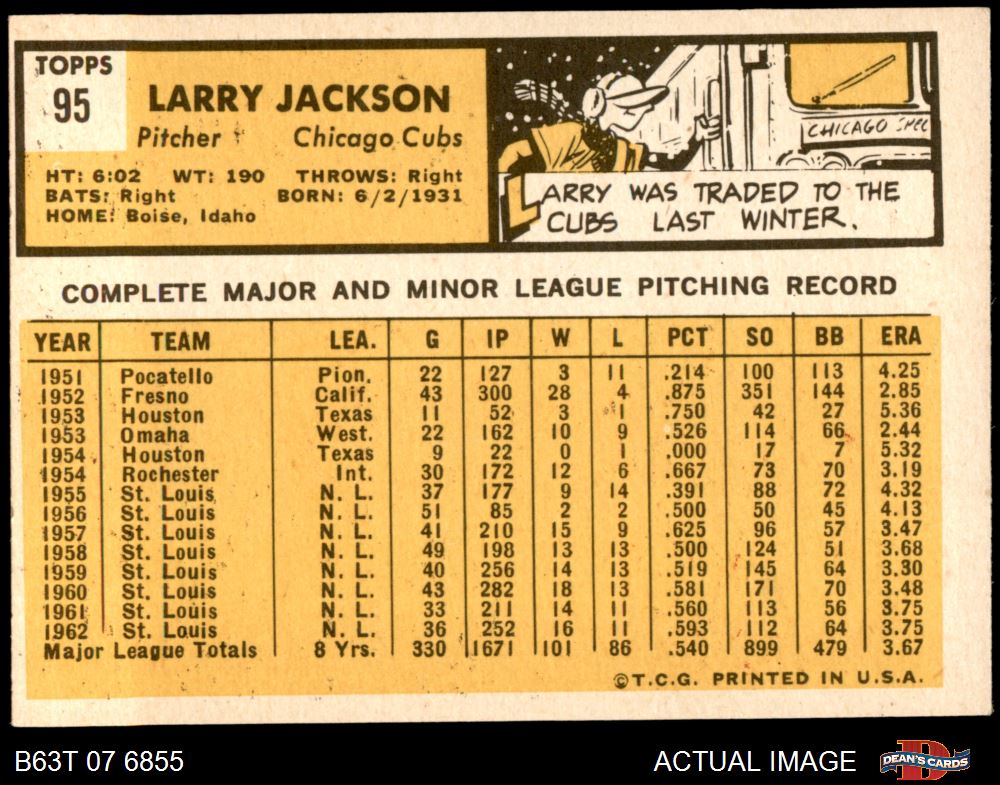 TOPPS
95
LARRY JACKSON
Pitcher Chicago Cubs
HT: 6:02 WT: 190 THROWS: Right
BATS: Right BORN: 6/2/1931
HOME: Boise, Idaho
CHICAGO
LARRY WAS TRADED TO THE
CUBS LAST WINTER.
COMPLETE MAJOR AND MINOR LEAGUE PITCHING RECORD
YEAR TEAM LEA. G IP W L PCT SO BB ERA
1951 Pocatello Pion. 22 127 3 11 .214 100 113 4.25
1952 Fresno Calif. 43 300 28 4 .875 351 144 2.85
1953 Houston Texas 11 52 3 1 .750 42 27 5.36
1953 Omaha West. 22 162 10 9 .526 114 66 2.44
1954 Houston Texas 9 22 0 1 .000 17 7 5.32
1954 Rochester Int. 30 172 12 6 .667 73 70 3.19
1955 St. Louis N. L. 37 177 9 14 .391 88 72 4.32
1956 St. Louis N. L. 51 85 2 2 .500 50 45 4.13
1957 St. Louis N. L. 41 210 15 9 .625 96 57 3.47
1958 St. Louis N. L. 49 198 13 13 .500 124 51 3.68
1959 St. Louis N. L. 40 256 14 13 .519 145 64 3.30
1960 St. Louis N. L. 43 282 18 13 .581 171 70 3.48
1961 St. Louis N. L. 33 211 14 11 .560 113 56 3.75
1962 St. Louis N. L. 36 252 16 11 .593 112 64 3.75
Major League Totals 8 Yrs. 330 1671 101 86 .540 899 479 3.67
©T.C.G. PRINTED IN U.S.A.
B63T 07 6855 ACTUAL IMAGE DEAN'S CARDS